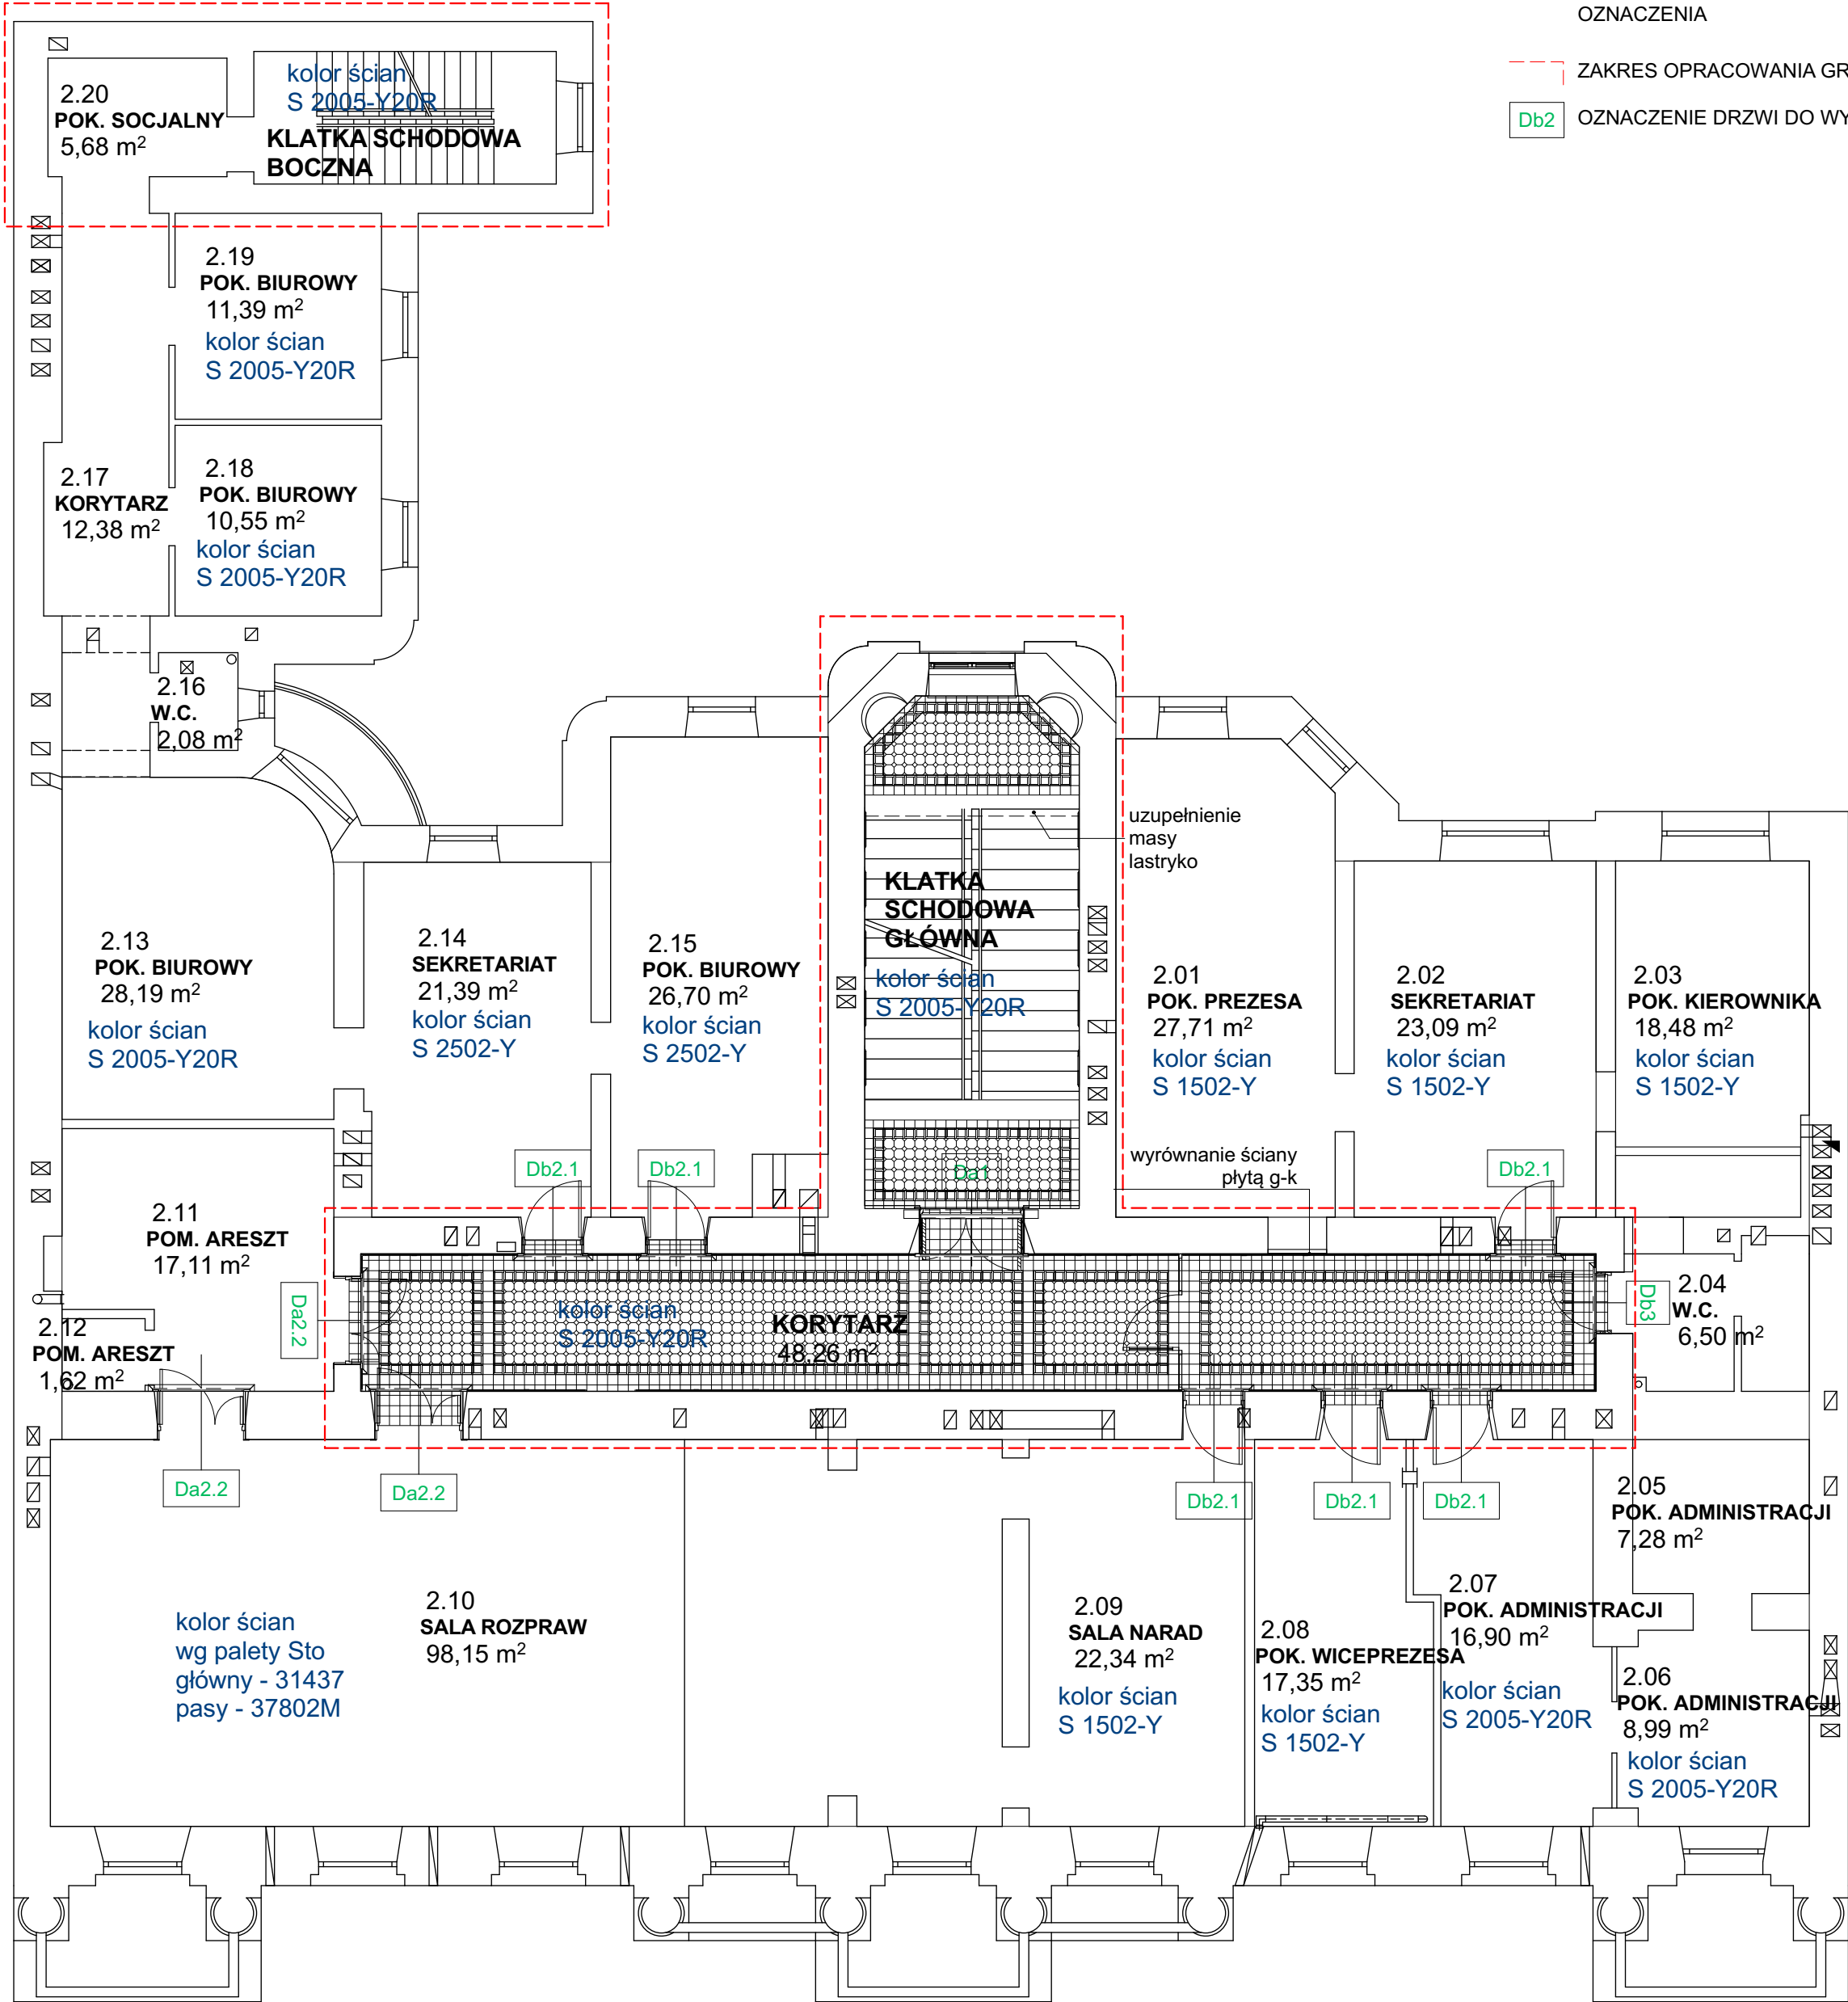 OZNACZENIA
ZAKRES OPRACOWANIA GR
Db2
OZNACZENIE DRZWI DO WY
2.20
POK. SOCJALNY
5,68 m²
kolor ścian
S 2005-Y20R
KLATKA SCHODOWA
BOCZNA
2.19
POK. BIUROWY
11,39 m²
kolor ścian
S 2005-Y20R
2.17
KORYTARZ
12,38 m²
2.18
POK. BIUROWY
10,55 m²
kolor ścian
S 2005-Y20R
2.16
W.C.
2,08 m²
uzupełnienie
masy
lastryko
KLATKA
SCHODOWA
GŁÓWNA
kolor ścian
S 2005-Y20R
2.13
POK. BIUROWY
28,19 m²
kolor ścian
S 2005-Y20R
2.14
SEKRETARIAT
21,39 m²
kolor ścian
S 2502-Y
2.15
POK. BIUROWY
26,70 m²
kolor ścian
S 2502-Y
2.01
POK. PREZESA
27,71 m²
kolor ścian
S 1502-Y
2.02
SEKRETARIAT
23,09 m²
kolor ścian
S 1502-Y
2.03
POK. KIEROWNIKA
18,48 m²
kolor ścian
S 1502-Y
Db2.1
Db2.1
Da1
wyrównanie ściany
płytą g-k
Db2.1
2.11
POM. ARESZT
17,11 m²
Da2.2
2.12
POM. ARESZT
1,62 m²
kolor ścian
S 2005-Y20R
KORYTARZ
48,26 m²
Db3
2.04
W.C.
6,50 m²
Da2.2
Da2.2
Db2.1
Db2.1
Db2.1
2.05
POK. ADMINISTRACJI
7,28 m²
kolor ścian
wg palety Sto
główny - 31437
pasy - 37802M
2.10
SALA ROZPRAW
98,15 m²
2.09
SALA NARAD
22,34 m²
kolor ścian
S 1502-Y
2.08
POK. WICEPREZESA
17,35 m²
kolor ścian
S 1502-Y
2.07
POK. ADMINISTRACJI
16,90 m²
kolor ścian
S 2005-Y20R
2.06
POK. ADMINISTRACJI
8,99 m²
kolor ścian
S 2005-Y20R